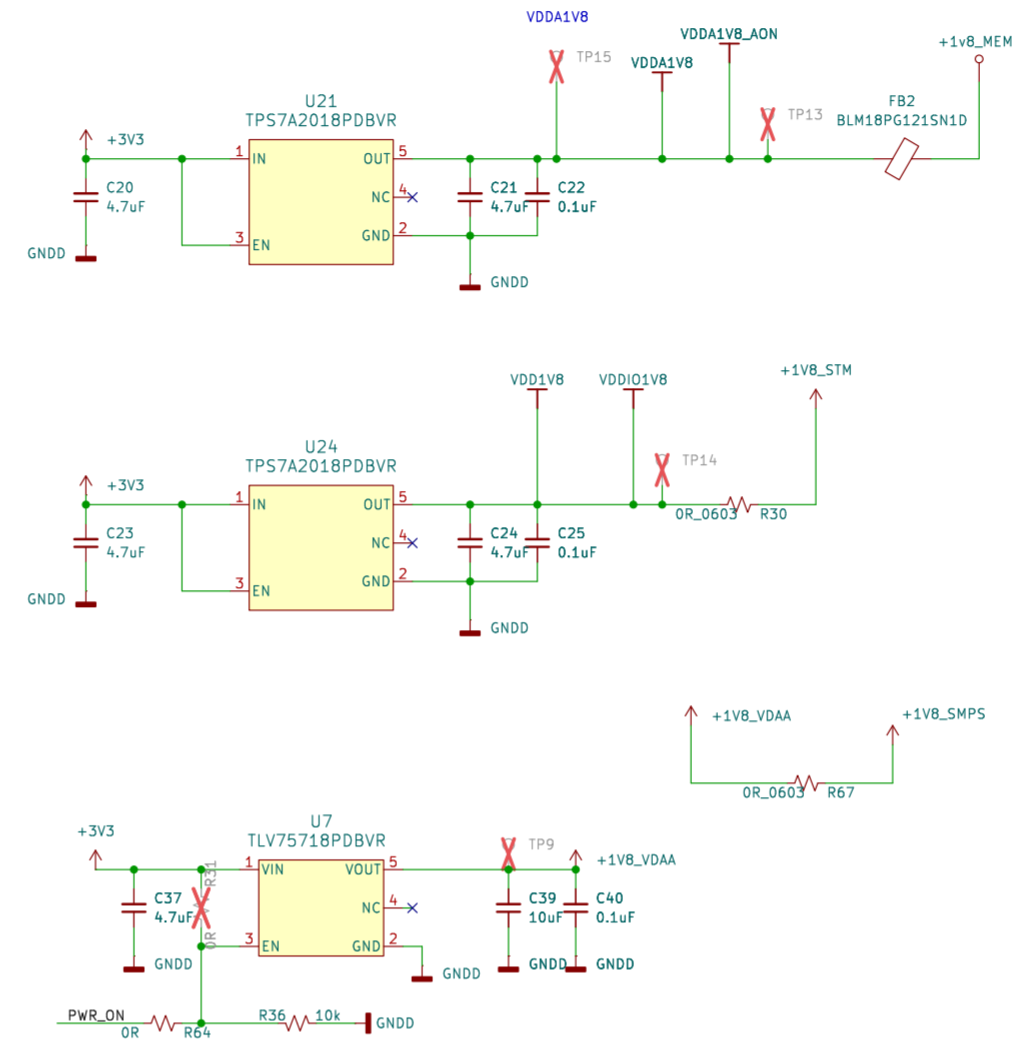 VDDA1V8
VDDA1V8_AON
+1v8_MEM
TP15
VDDA1V8
U21
TPS7A2018PDBVR
FB2
BLM18PG121SN1D
TP13
+3V3
1
IN
OUT
5
C20
4.7uF
NC
4
C21
4.7uF
C22
0.1uF
3
EN
GND
2
GNDD
GNDD
+1V8_STM
VDD1V8
VDDIO1V8
U24
TPS7A2018PDBVR
TP14
+3V3
1
IN
OUT
5
0R_0603
R30
C23
4.7uF
NC
4
C24
4.7uF
C25
0.1uF
3
EN
GND
2
GNDD
GNDD
+1V8_VDAA
+1V8_SMPS
0R_0603
R67
U7
TLV75718PDBVR
+3V3
TP9
+1V8_VDAA
1
VIN
VOUT
5
R31
0R
C37
4.7uF
NC
4
C39
10uF
C40
0.1uF
3
EN
GND
2
GNDD
GNDD
GNDD
GNDD
PWR_ON
0R
R64
R36
10k
GNDD